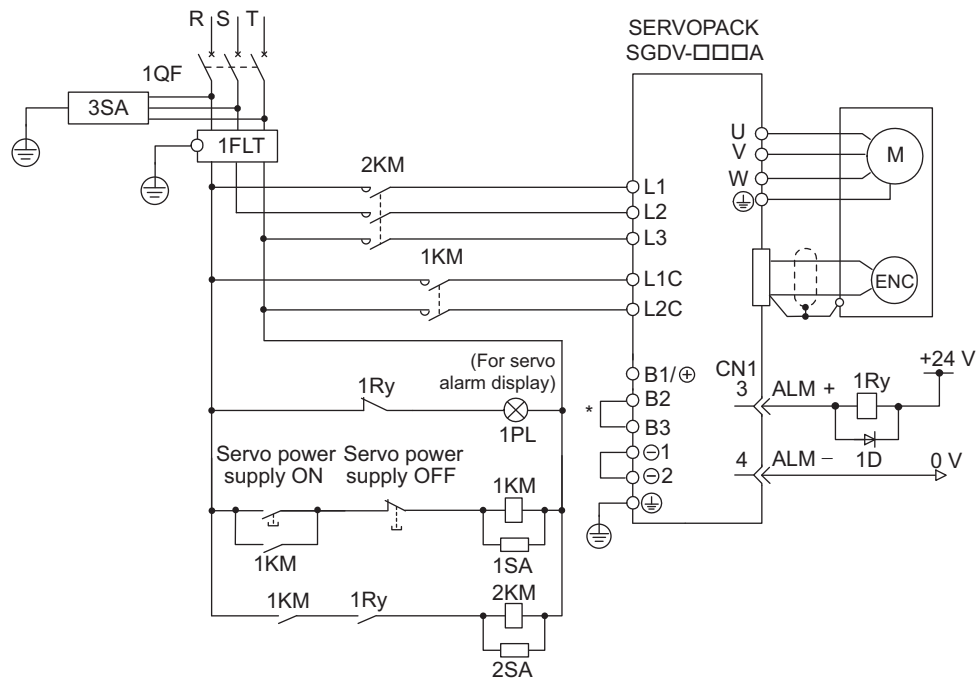 R S T
SERVOPACK
SGDV-□□□A
1QF
3SA
1FLT
U
V
W
M
2KM
L1
L2
L3
1KM
L1C
L2C
ENC
(For servo
alarm display)
1Ry
1PL
B1/⊕
B2
*
B3
⊖1
⊖2
CN1
+24 V
3 ALM +
1Ry
1D
4 ALM −
0 V
Servo power
supply ON
Servo power
supply OFF
1KM
1KM
1SA
1KM
1Ry
2KM
2SA